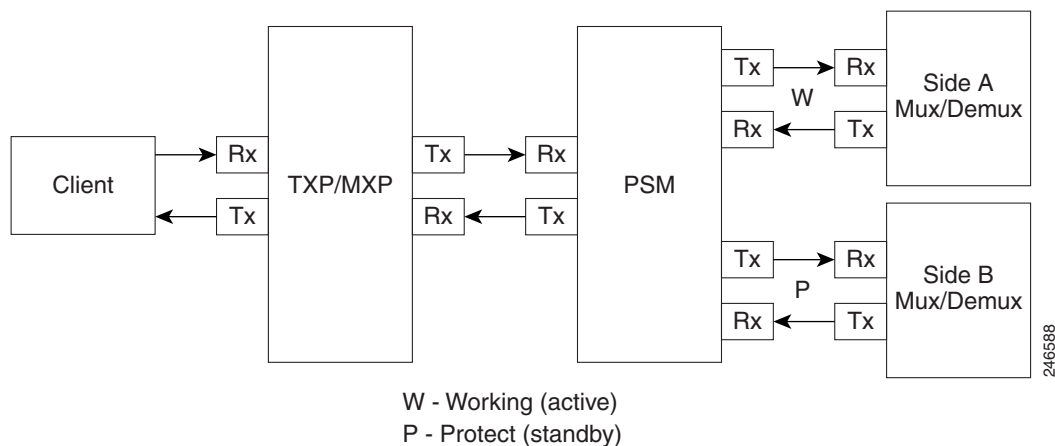 Tx
Rx
Side A
Mux/Demux
W
Rx
Tx
Client
Rx
TXP/MXP
Tx
Rx
PSM
Tx
Rx
Tx
Tx
Rx
Side B
Mux/Demux
P
Rx
Tx
246588
W - Working (active)
P - Protect (standby)